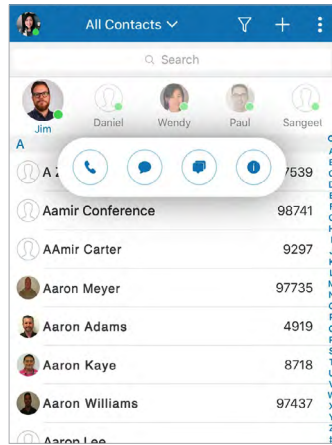 All Contacts
Search
Jim
Daniel
Wendy
Paul
Sangeet
A
A Z
7539
Aamir Conference
98741
AAmir Carter
9297
Aaron Meyer
97735
Aaron Adams
4919
Aaron Kaye
8718
Aaron Williams
97437
Aaron Lee